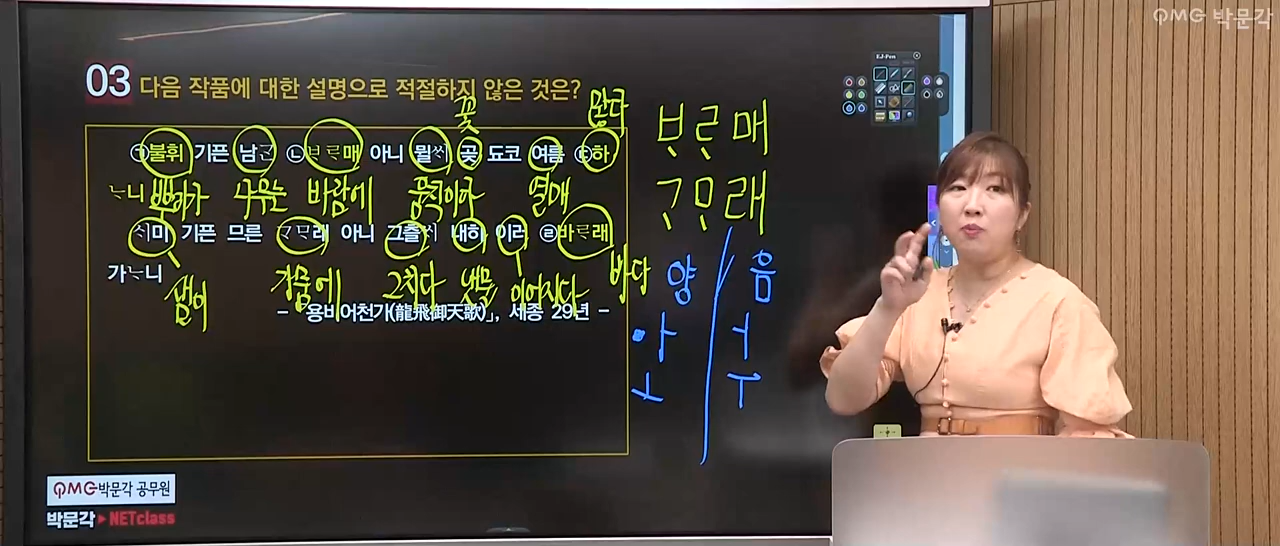 PMG 박문각
03 다음 작품에 대한 설명으로 적절하지 않은 것은?
꽃 많다
㉠불휘 기픈 남ᄀᆞᆫ ㉡ᄇᆞᄅᆞ매 아니 뮐ᄊᆡ 곶 됴코 여름 ㉢하
ᄂᆞ니 뿌리가 나무는 바람에 움직이다 열매
ᄉᆡ미 기픈 므른 ᄀᆞᄆᆞ래 아니 그츨ᄊᆡ 내히 이러 ㉣바ᄅᆞ래
가ᄂᆞ니 샘이 가뭄에 그치다 냇물 이어지다 바다
- 「용비어천가(龍飛御天歌)」, 세종 29년 -
ᄇᆞᄅᆞ매
ᄀᆞᄆᆞ래
양 음
ㆍ ㅏ ㅓ
ㅗ ㅜ
PMG 박문각 공무원
박문각 ▶ NETclass